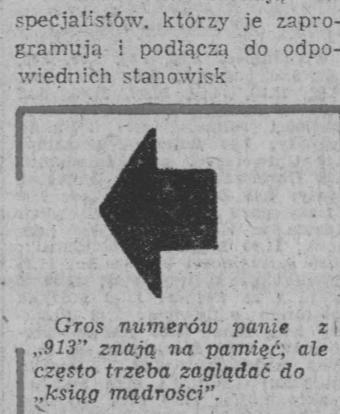 specjalistów, którzy je zapro-
gramują i podłączą do odpo-
wiednich stanowisk
Gros numerów panie z
„913" znają na pamięć, ale
często trzeba zaglądać do
„ksiąg mądrości".